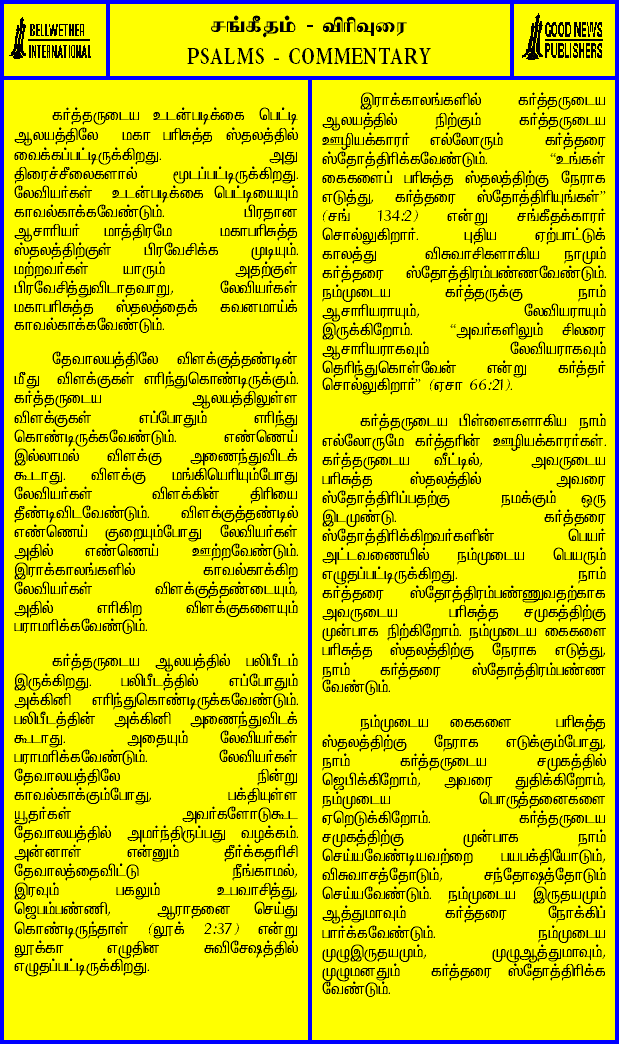 BELLWETHER
INTERNATIONAL
சங்கீதம் - விரிவுரை
PSALMS - COMMENTARY
GOOD NEWS
PUBLISHERS
கர்த்தருடைய உடன்படிக்கை பெட்டி
ஆலயத்திலே மகா பரிசுத்த ஸ்தலத்தில்
வைக்கப்பட்டிருக்கிறது. அது
திரைச்சீலைகளால் மூடப்பட்டிருக்கிறது.
லேவியர்கள் உடன்படிக்கை பெட்டியையும்
காவல்காக்கவேண்டும். பிரதான
ஆசாரியர் மாத்திரமே மகாபரிசுத்த
ஸ்தலத்திற்குள் பிரவேசிக்க முடியும்.
மற்றவர்கள் யாரும் அதற்குள்
பிரவேசித்துவிடாதவாறு, லேவியர்கள்
மகாபரிசுத்த ஸ்தலத்தைக் கவனமாய்க்
காவல்காக்கவேண்டும்.
தேவாலயத்திலே விளக்குத்தண்டின்
மீது விளக்குகள் எரிந்துகொண்டிருக்கும்.
கர்த்தருடைய ஆலயத்திலுள்ள
விளக்குகள் எப்போதும் எரிந்து
கொண்டிருக்கவேண்டும். எண்ணெய்
இல்லாமல் விளக்கு அணைந்துவிடக்
கூடாது. விளக்கு மங்கியெரியும்போது
லேவியர்கள் விளக்கின் திரியை
தீண்டிவிடவேண்டும். விளக்குத்தண்டில்
எண்ணெய் குறையும்போது லேவியர்கள்
அதில் எண்ணெய் ஊற்றவேண்டும்.
இராக்காலங்களில் காவல்காக்கிற
லேவியர்கள் விளக்குத்தண்டையும்,
அதில் எரிகிற விளக்குகளையும்
பராமரிக்கவேண்டும்.
கர்த்தருடைய ஆலயத்தில் பலிபீடம்
இருக்கிறது. பலிபீடத்தில் எப்போதும்
அக்கினி எரிந்துகொண்டிருக்கவேண்டும்.
பலிபீடத்தின் அக்கினி அணைந்துவிடக்
கூடாது. அதையும் லேவியர்கள்
பராமரிக்கவேண்டும். லேவியர்கள்
தேவாலயத்திலே நின்று
காவல்காக்கும்போது, பக்தியுள்ள
யூதர்கள் அவர்களோடுகூட
தேவாலயத்தில் அமர்ந்திருப்பது வழக்கம்.
அன்னாள் என்னும் தீர்க்கதரிசி
தேவாலயத்தைவிட்டு நீங்காமல்,
இரவும் பகலும் உபவாசித்து,
ஜெபம்பண்ணி, ஆராதனை செய்து
கொண்டிருந்தாள் (லூக் 2:37) என்று
லூக்கா எழுதின சுவிசேஷத்தில்
எழுதப்பட்டிருக்கிறது.
இராக்காலங்களில் கர்த்தருடைய
ஆலயத்தில் நிற்கும் கர்த்தருடைய
ஊழியக்காரர் எல்லோரும் கர்த்தரை
ஸ்தோத்திரிக்கவேண்டும். “உங்கள்
கைகளைப் பரிசுத்த ஸ்தலத்திற்கு நேராக
எடுத்து, கர்த்தரை ஸ்தோத்திரியுங்கள்”
(சங் 134:2) என்று சங்கீதக்காரர்
சொல்லுகிறார். புதிய ஏற்பாட்டுக்
காலத்து விசுவாசிகளாகிய நாமும்
கர்த்தரை ஸ்தோத்திரம்பண்ணவேண்டும்.
நம்முடைய கர்த்தருக்கு நாம்
ஆசாரியராயும், லேவியராயும்
இருக்கிறோம். “அவர்களிலும் சிலரை
ஆசாரியராகவும் லேவியராகவும்
தெரிந்துகொள்வேன் என்று கர்த்தர்
சொல்லுகிறார்” (ஏசா 66:21).
கர்த்தருடைய பிள்ளைகளாகிய நாம்
எல்லோருமே கர்த்தரின் ஊழியக்காரர்கள்.
கர்த்தருடைய வீட்டில், அவருடைய
பரிசுத்த ஸ்தலத்தில் அவரை
ஸ்தோத்திரிப்பதற்கு நமக்கும் ஒரு
இடமுண்டு. கர்த்தரை
ஸ்தோத்திரிக்கிறவர்களின் பெயர்
அட்டவணையில் நம்முடைய பெயரும்
எழுதப்பட்டிருக்கிறது. நாம்
கர்த்தரை ஸ்தோத்திரம்பண்ணுவதற்காக
அவருடைய பரிசுத்த சமுகத்திற்கு
முன்பாக நிற்கிறோம். நம்முடைய கைகளை
பரிசுத்த ஸ்தலத்திற்கு நேராக எடுத்து,
நாம் கர்த்தரை ஸ்தோத்திரம்பண்ண
வேண்டும்.
நம்முடைய கைகளை பரிசுத்த
ஸ்தலத்திற்கு நேராக எடுக்கும்போது,
நாம் கர்த்தருடைய சமுகத்தில்
ஜெபிக்கிறோம், அவரை துதிக்கிறோம்,
நம்முடைய பொருத்தனைகளை
ஏறெடுக்கிறோம். கர்த்தருடைய
சமுகத்திற்கு முன்பாக நாம்
செய்யவேண்டியவற்றை பயபக்தியோடும்,
விசுவாசத்தோடும், சந்தோஷத்தோடும்
செய்யவேண்டும். நம்முடைய இருதயமும்
ஆத்துமாவும் கர்த்தரை நோக்கிப்
பார்க்கவேண்டும். நம்முடைய
முழுஇருதயமும், முழுஆத்துமாவும்,
முழுமனதும் கர்த்தரை ஸ்தோத்திரிக்க
வேண்டும்.